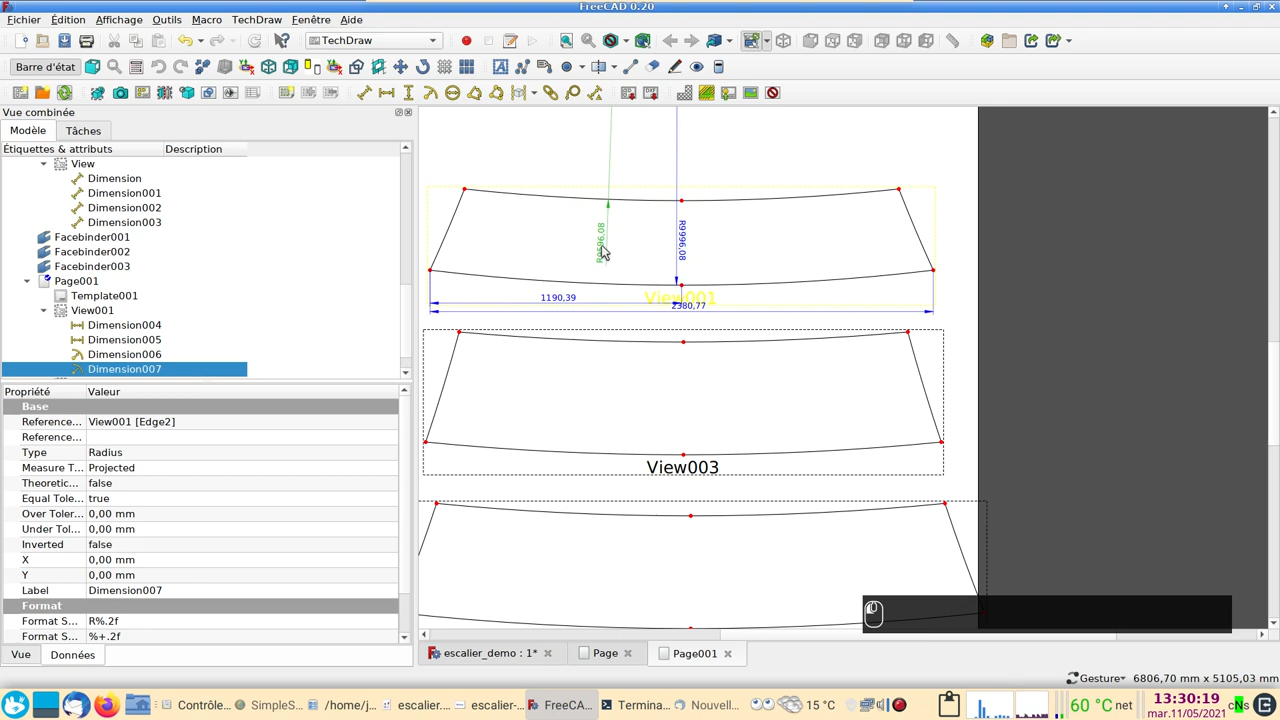 FreeCAD 0.20
Fichier Édition Affichage Outils Macro TechDraw Fenêtre Aide
TechDraw
Barre d'état
Vue combinée
Modèle Tâches
Étiquettes & attributs Description
View
Dimension
Dimension001
Dimension002
Dimension003
Facebinder001
Facebinder002
Facebinder003
Page001
Template001
View001
Dimension004
Dimension005
Dimension006
Dimension007
Propriété Valeur
Base
Reference... View001 [Edge2]
Reference...
Type Radius
Measure T... Projected
Theoretic... false
Equal Tole... true
Over Toler... 0,00 mm
Under Tol... 0,00 mm
Inverted false
X 0,00 mm
Y 0,00 mm
Label Dimension007
Format
Format S... R%.2f
Format S... %+.2f
Vue Données
R9996.08
1190,39
View001
2380,77
View003
escalier_demo : 1* Page Page001
Gesture 6806,70 mm x 5105,03 mm
Contrôle... SimpleS... /home/j... escalier... escalier-... FreeCA... Termina... Nouvell... 15 °C 60 °C net 13:30:19
mar.11/05/2021